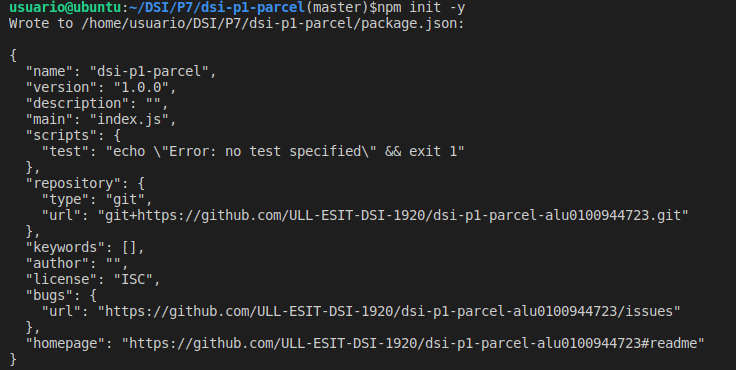 usuario@ubuntu:~/DSI/P7/dsi-p1-parcel(master)$npm init -y
Wrote to /home/usuario/DSI/P7/dsi-p1-parcel/package.json:
{
  "name": "dsi-p1-parcel",
  "version": "1.0.0",
  "description": "",
  "main": "index.js",
  "scripts": {
    "test": "echo \"Error: no test specified\" && exit 1"
  },
  "repository": {
    "type": "git",
    "url": "git+https://github.com/ULL-ESIT-DSI-1920/dsi-p1-parcel-alu0100944723.git"
  },
  "keywords": [],
  "author": "",
  "license": "ISC",
  "bugs": {
    "url": "https://github.com/ULL-ESIT-DSI-1920/dsi-p1-parcel-alu0100944723/issues"
  },
  "homepage": "https://github.com/ULL-ESIT-DSI-1920/dsi-p1-parcel-alu0100944723#readme"
}